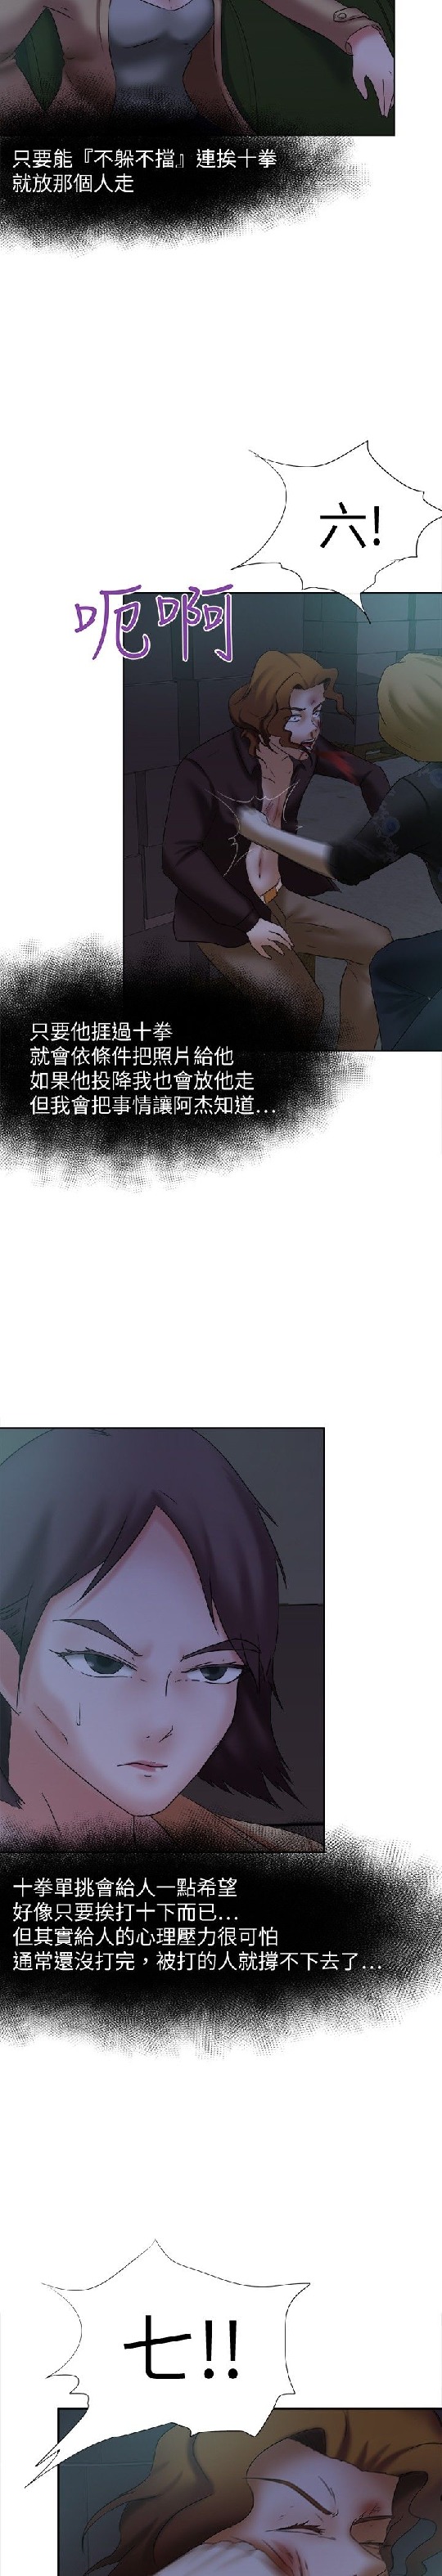 只要能『不躲不擋』連挨十拳
就放那個人走
六!
呃啊
只要他捱過十拳
就會依條件把照片給他
如果他投降我也會放他走
但我會把事情讓阿杰知道...
十拳單挑會給人一點希望
好像只要挨打十下而已...
但其實給人的心理壓力很可怕
通常還沒打完，被打的人就撐不下去了...
七!!